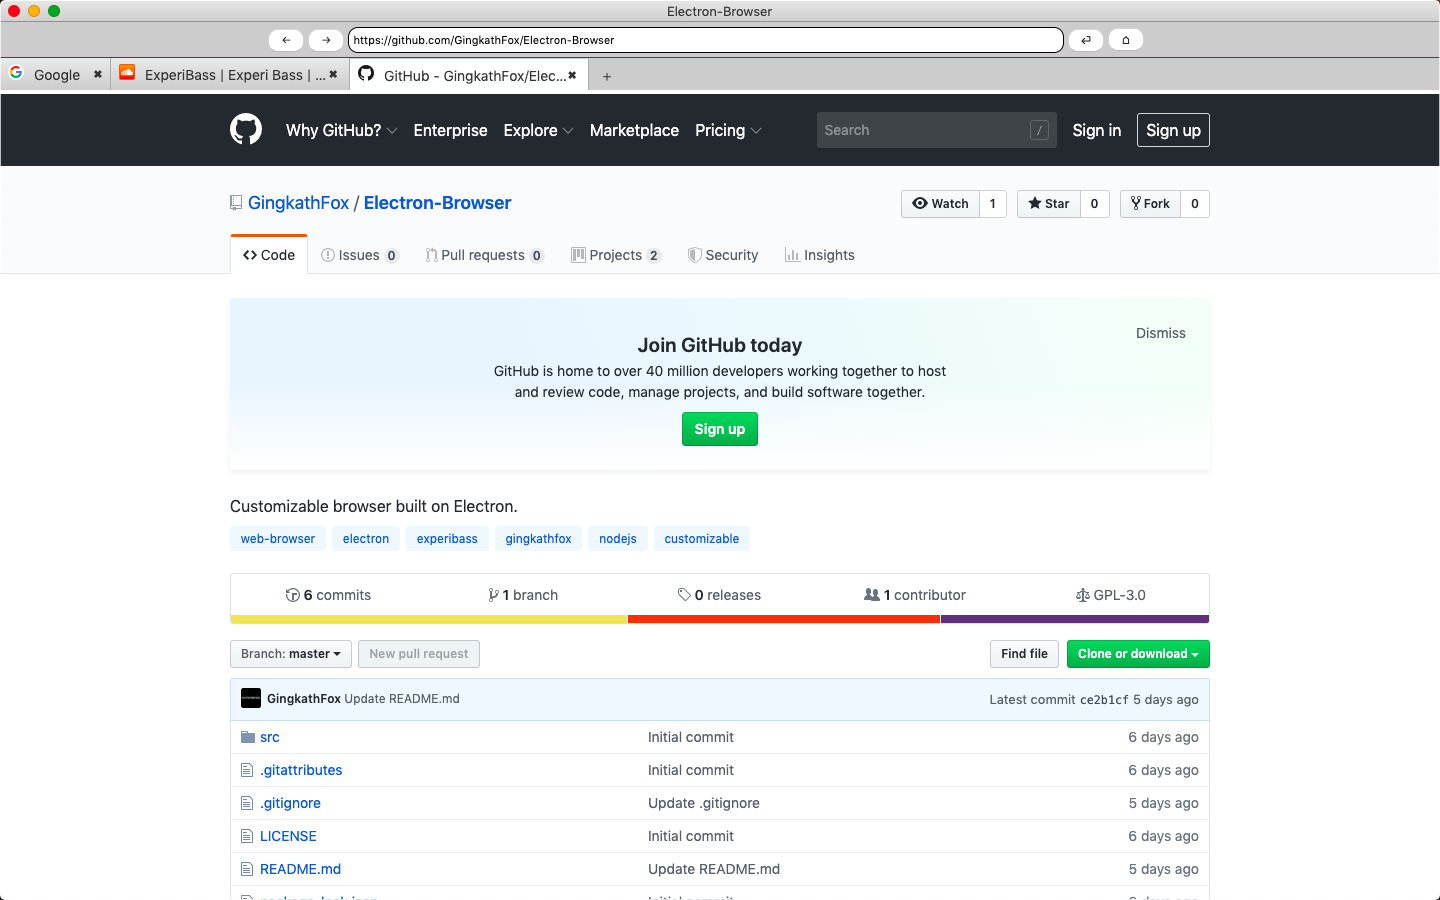 Electron-Browser
https://github.com/GingkathFox/Electron-Browser
Google
ExperiBass | Experi Bass | ...
GitHub - GingkathFox/Elec...
Why GitHub? Enterprise Explore Marketplace Pricing
Search /
Sign in Sign up
GingkathFox / Electron-Browser
Watch 1 Star 0 Fork 0
Code Issues 0 Pull requests 0 Projects 2 Security Insights
Dismiss
Join GitHub today
GitHub is home to over 40 million developers working together to host
and review code, manage projects, and build software together.
Sign up
Customizable browser built on Electron.
web-browser electron experibass gingkathfox nodejs customizable
6 commits 1 branch 0 releases 1 contributor GPL-3.0
Branch: master New pull request Find file Clone or download
GingkathFox Update README.md Latest commit ce2b1cf 5 days ago
src Initial commit 6 days ago
.gitattributes Initial commit 6 days ago
.gitignore Update .gitignore 5 days ago
LICENSE Initial commit 6 days ago
README.md Update README.md 5 days ago